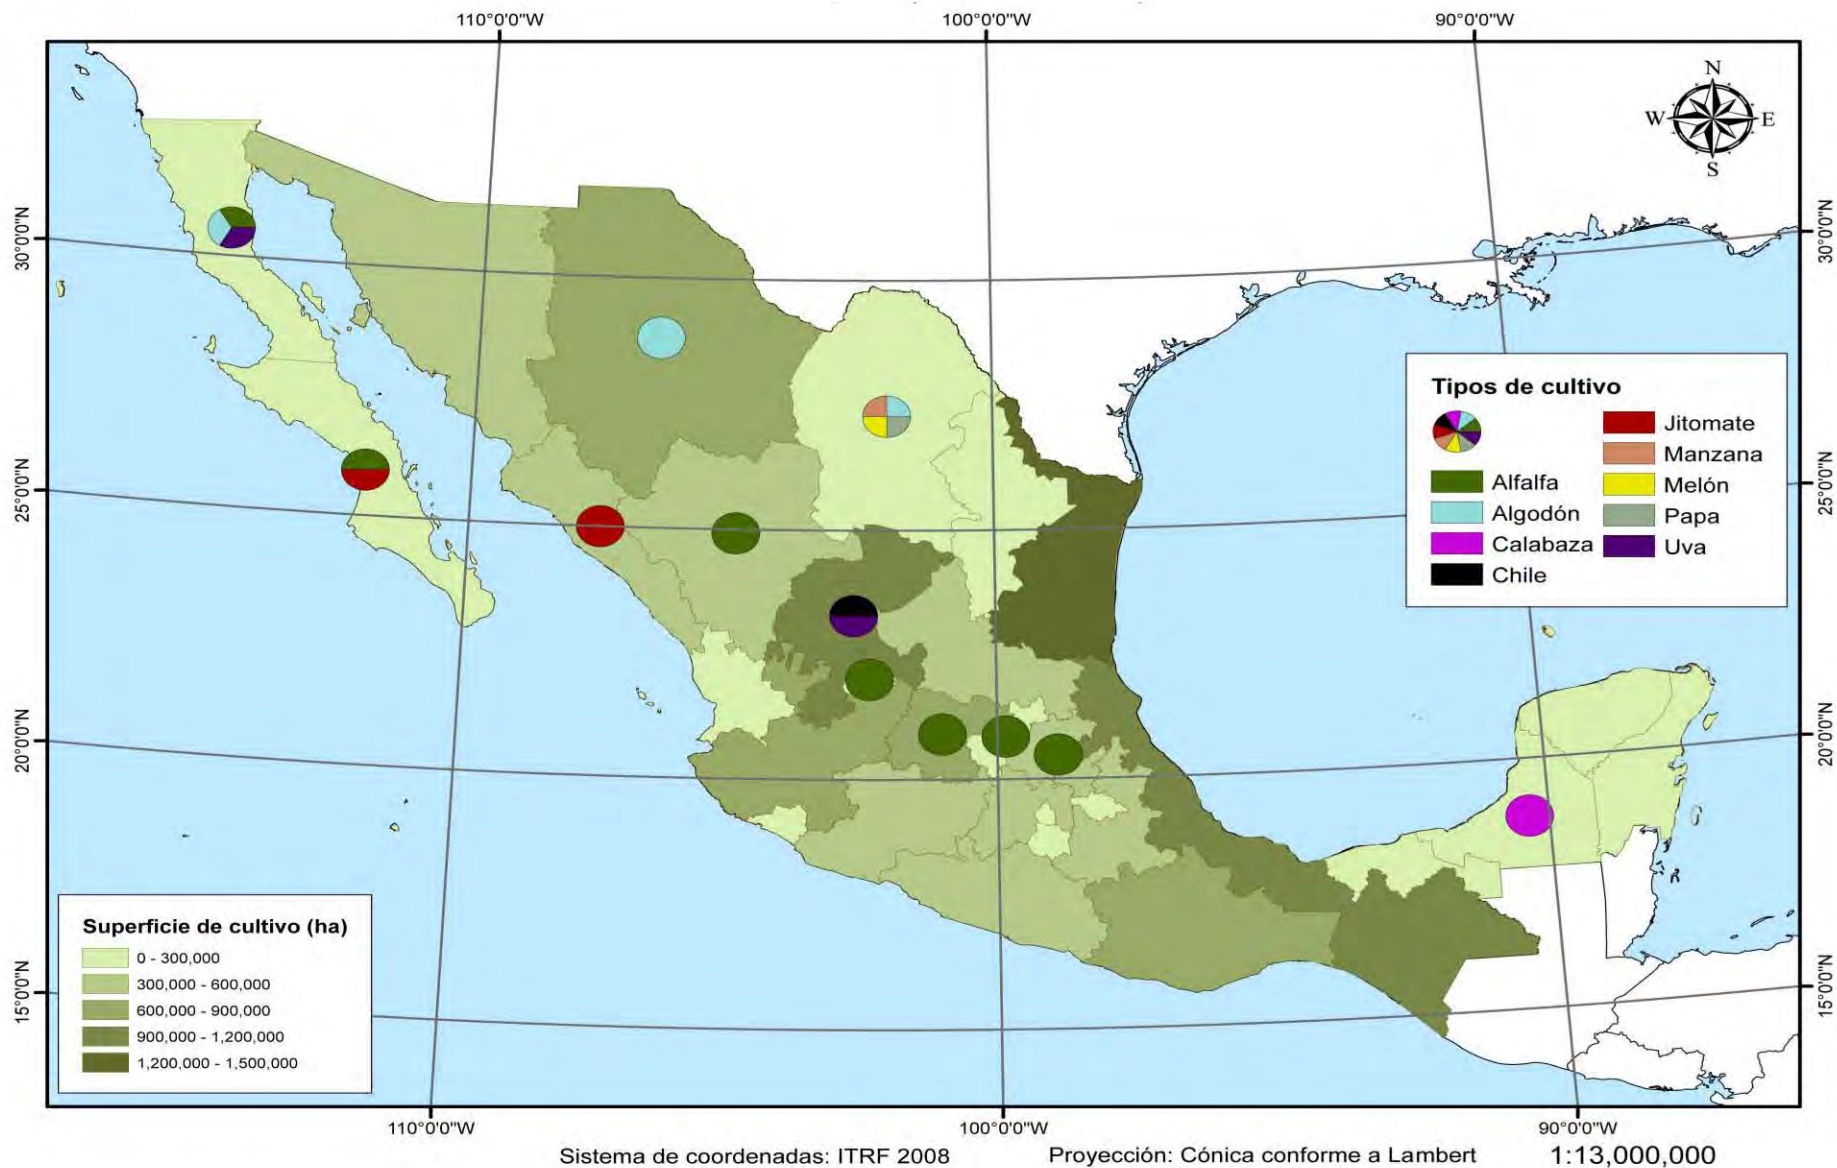 110°0'0"W
100°0'0"W
90°0'0"W
N
W
E
S
30°0'0"N
30°0'0"N
25°0'0"N
25°0'0"N
20°0'0"N
20°0'0"N
15°0'0"N
15°0'0"N
Tipos de cultivo
Alfalfa
Algodón
Calabaza
Chile
Jitomate
Manzana
Melón
Papa
Uva
Superficie de cultivo (ha)
0 - 300,000
300,000 - 600,000
600,000 - 900,000
900,000 - 1,200,000
1,200,000 - 1,500,000
110°0'0"W
100°0'0"W
90°0'0"W
Sistema de coordenadas: ITRF 2008
Proyección: Cónica conforme a Lambert
1:13,000,000